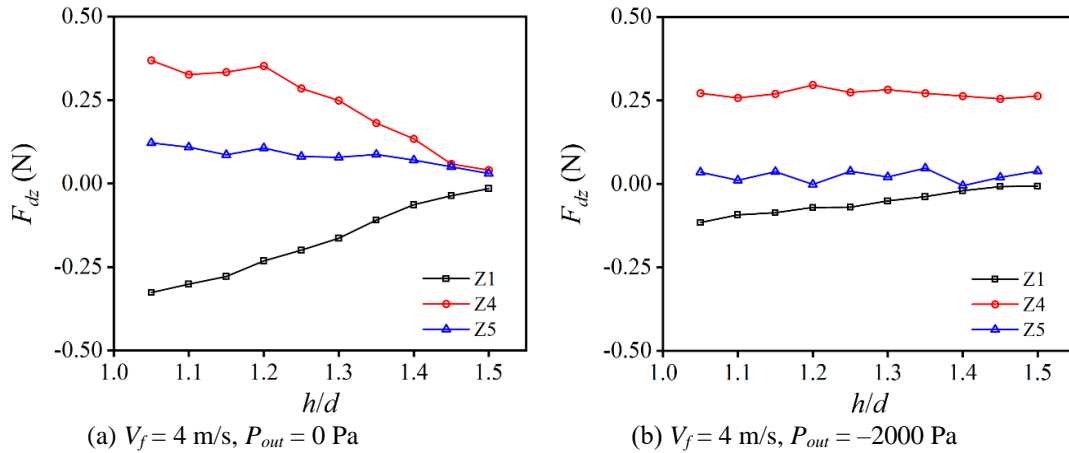 0.50
0.25
0.00
-0.25
-0.50
F_dz (N)
Z1
Z4
Z5
1.0 1.1 1.2 1.3 1.4 1.5
h/d
(a) V_f = 4 m/s, P_out = 0 Pa
0.50
0.25
0.00
-0.25
-0.50
F_dz (N)
Z1
Z4
Z5
1.0 1.1 1.2 1.3 1.4 1.5
h/d
(b) V_f = 4 m/s, P_out = –2000 Pa